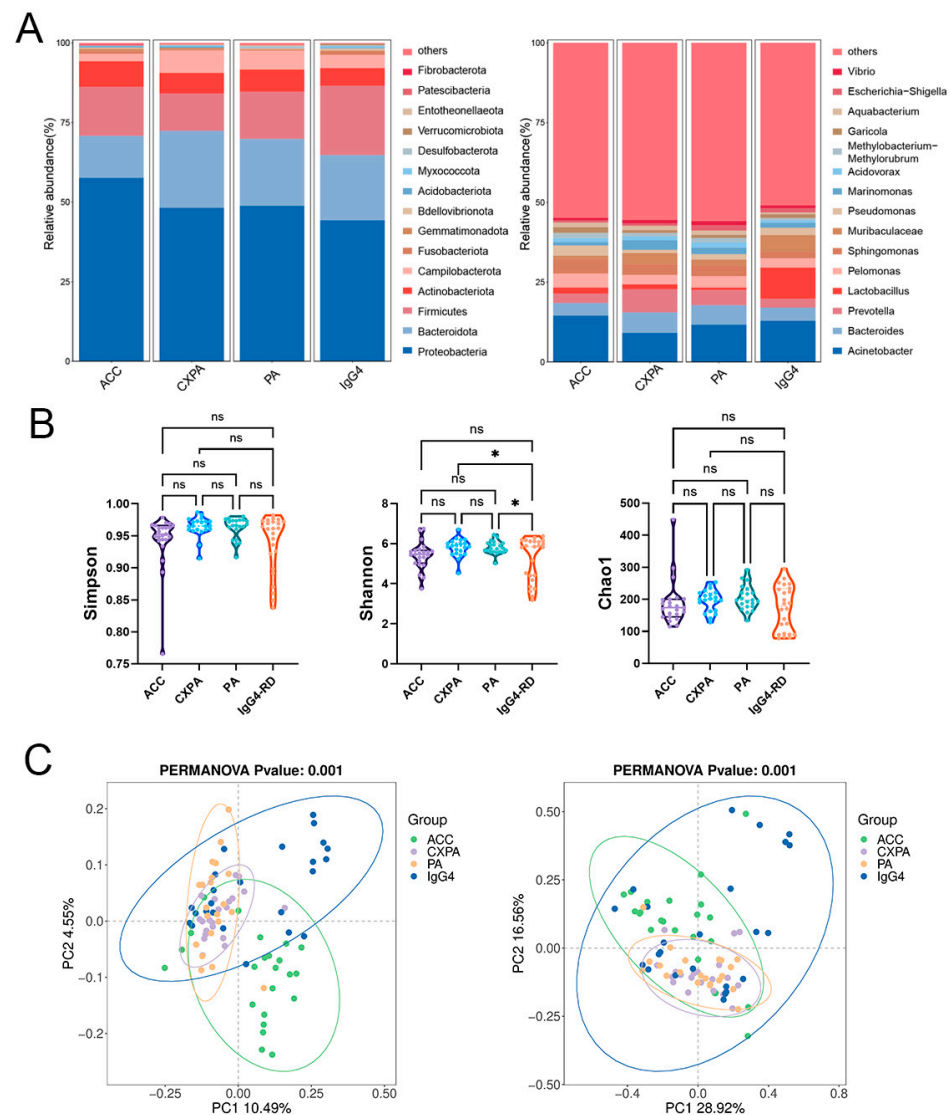 A
Relative abundance(%)
100
75
50
25
0
ACC
CXPA
PA
IgG4
others
Fibrobacterota
Patescibacteria
Entotheonellaeota
Verrucomicrobiota
Desulfobacterota
Myxococcota
Acidobacteriota
Bdellovibrionota
Gemmatimonadota
Fusobacteriota
Campilobacterota
Actinobacteriota
Firmicutes
Bacteroidota
Proteobacteria
Relative abundance(%)
100
75
50
25
0
ACC
CXPA
PA
IgG4
others
Vibrio
Escherichia−Shigella
Aquabacterium
Garicola
Methylobacterium−
Methylorubrum
Acidovorax
Marinomonas
Pseudomonas
Muribaculaceae
Sphingomonas
Pelomonas
Lactobacillus
Prevotella
Bacteroides
Acinetobacter
B
ns
ns
ns
ns ns ns
Simpson
1.00
0.95
0.90
0.85
0.80
0.75
ACC
CXPA
PA
IgG4-RD
ns
*
ns
ns ns *
Shannon
8
6
4
2
0
ACC
CXPA
PA
IgG4-RD
ns
ns
ns
ns ns ns
Chao1
500
400
300
200
100
0
ACC
CXPA
PA
IgG4-RD
C
PERMANOVA Pvalue: 0.001
PC2 4.55%
0.2
0.1
0.0
−0.1
−0.2
−0.25 0.00 0.25 0.50
PC1 10.49%
Group
ACC
CXPA
PA
IgG4
PERMANOVA Pvalue: 0.001
PC2 16.56%
0.50
0.25
0.00
−0.25
−0.50
−0.4 0.0 0.4 0.8
PC1 28.92%
Group
ACC
CXPA
PA
IgG4